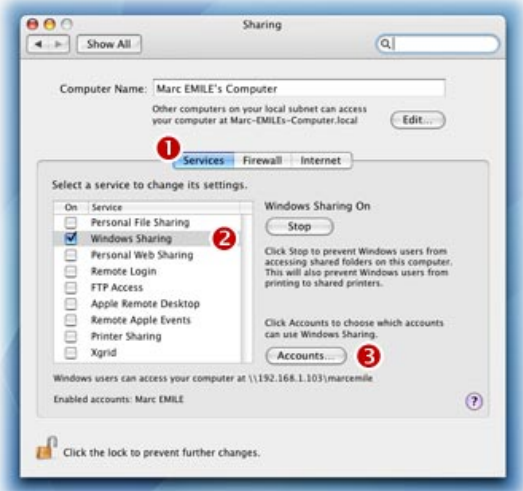 Sharing
Show All
Computer Name: Marc EMILE's Computer
Other computers on your local subnet can access
your computer at Marc-EMILEs-Computer.local
Edit...
1
Services Firewall Internet
Select a service to change its settings.
On Service
Personal File Sharing
Windows Sharing 2
Personal Web Sharing
Remote Login
FTP Access
Apple Remote Desktop
Remote Apple Events
Printer Sharing
Xgrid
Windows Sharing On
Stop
Click Stop to prevent Windows users from
accessing shared folders on this computer.
This will also prevent Windows users from
printing to shared printers.
Click Accounts to choose which accounts
can use Windows Sharing.
Accounts... 3
Windows users can access your computer at \\192.168.1.103\marcemile
Enabled accounts: Marc EMILE
?
Click the lock to prevent further changes.